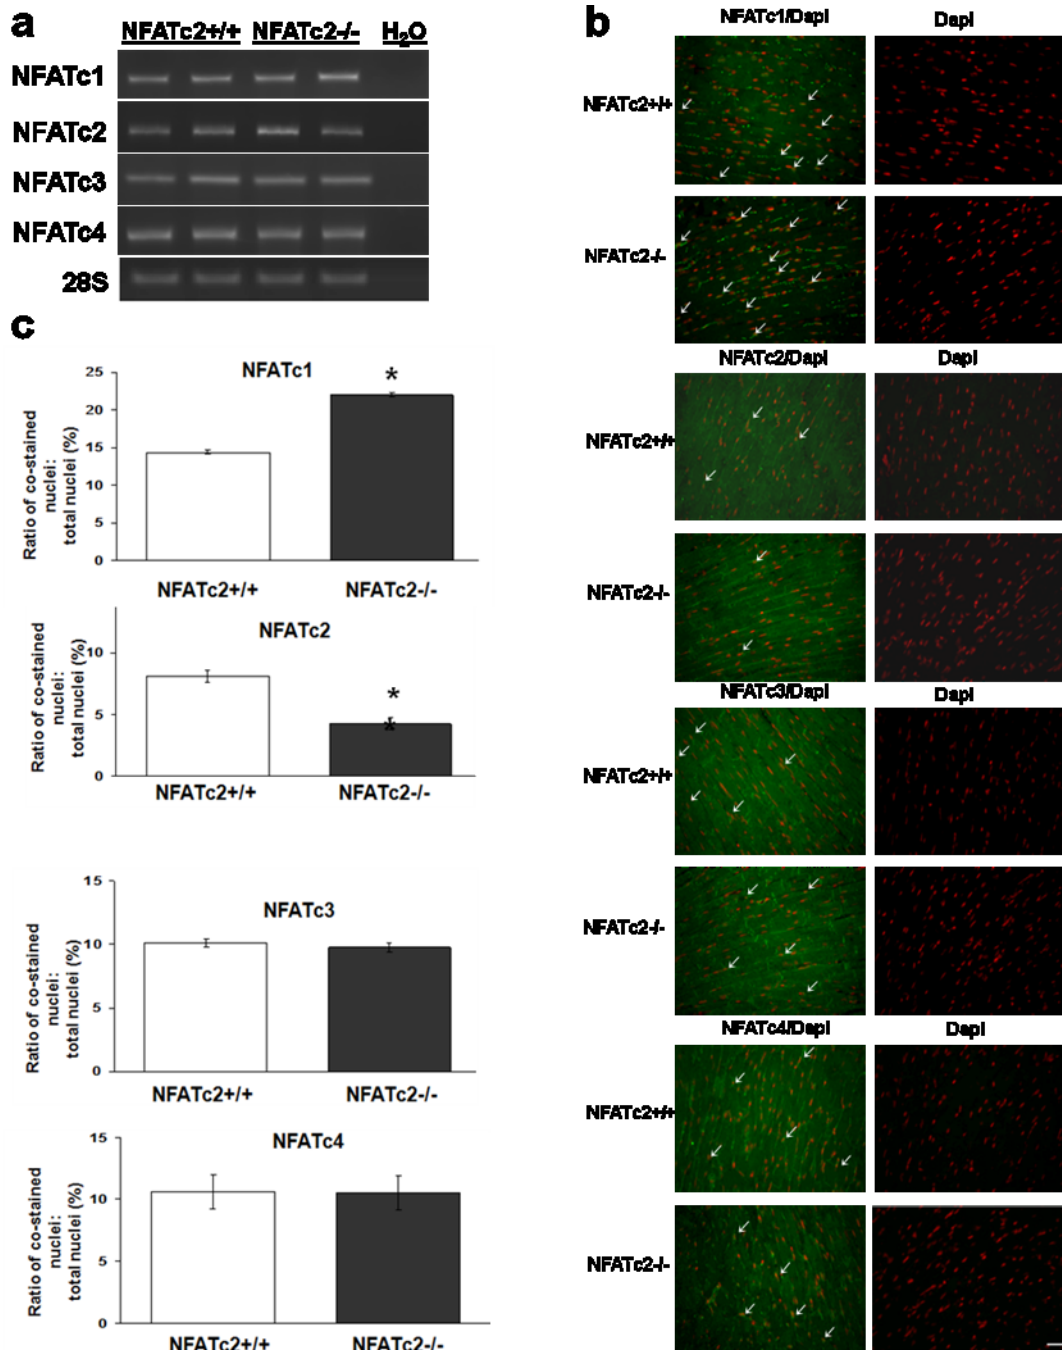 a
NFATc2+/+ NFATc2-/- H₂O
NFATc1
NFATc2
NFATc3
NFATc4
28S
b
NFATc1/DapI DapI
NFATc2+/+
NFATc2-/-
NFATc2/DapI DapI
NFATc2+/+
NFATc2-/-
NFATc3/DapI DapI
NFATc2+/+
NFATc2-/-
NFATc4/DapI DapI
NFATc2+/+
NFATc2-/-
c
NFATc1
Ratio of co-stained
nuclei:
total nuclei (%)
25
20
15
10
5
0
*
NFATc2+/+ NFATc2-/-
NFATc2
Ratio of co-stained
nuclei:
total nuclei (%)
10
5
0
*
*
NFATc2+/+ NFATc2-/-
NFATc3
Ratio of co-stained
nuclei:
total nuclei (%)
15
10
5
0
NFATc2+/+ NFATc2-/-
NFATc4
Ratio of co-stained
nuclei:
total nuclei (%)
15
10
5
0
NFATc2+/+ NFATc2-/-